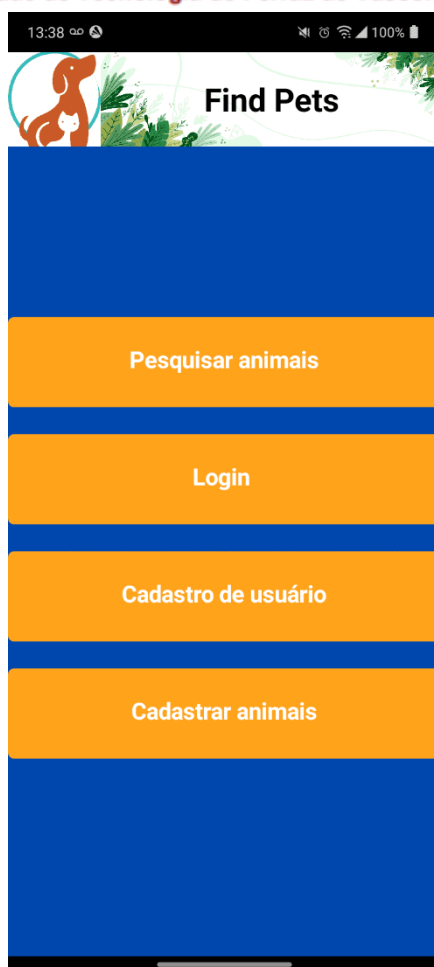 13:38
100%
Find Pets
Pesquisar animais
Login
Cadastro de usuário
Cadastrar animais